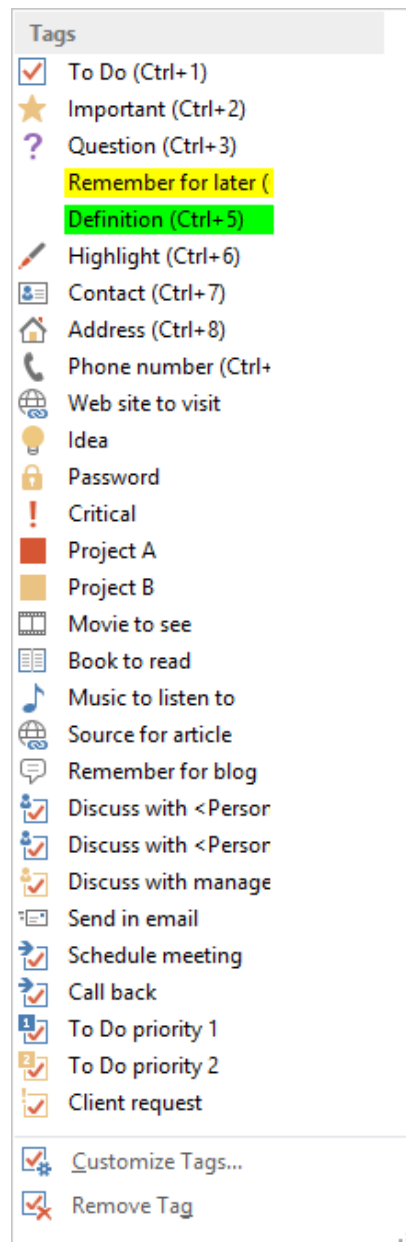 Tags
To Do (Ctrl+1)
Important (Ctrl+2)
Question (Ctrl+3)
Remember for later (
Definition (Ctrl+5)
Highlight (Ctrl+6)
Contact (Ctrl+7)
Address (Ctrl+8)
Phone number (Ctrl+
Web site to visit
Idea
Password
Critical
Project A
Project B
Movie to see
Book to read
Music to listen to
Source for article
Remember for blog
Discuss with <Person
Discuss with <Person
Discuss with manage
Send in email
Schedule meeting
Call back
1 To Do priority 1
2 To Do priority 2
Client request
Customize Tags...
Remove Tag